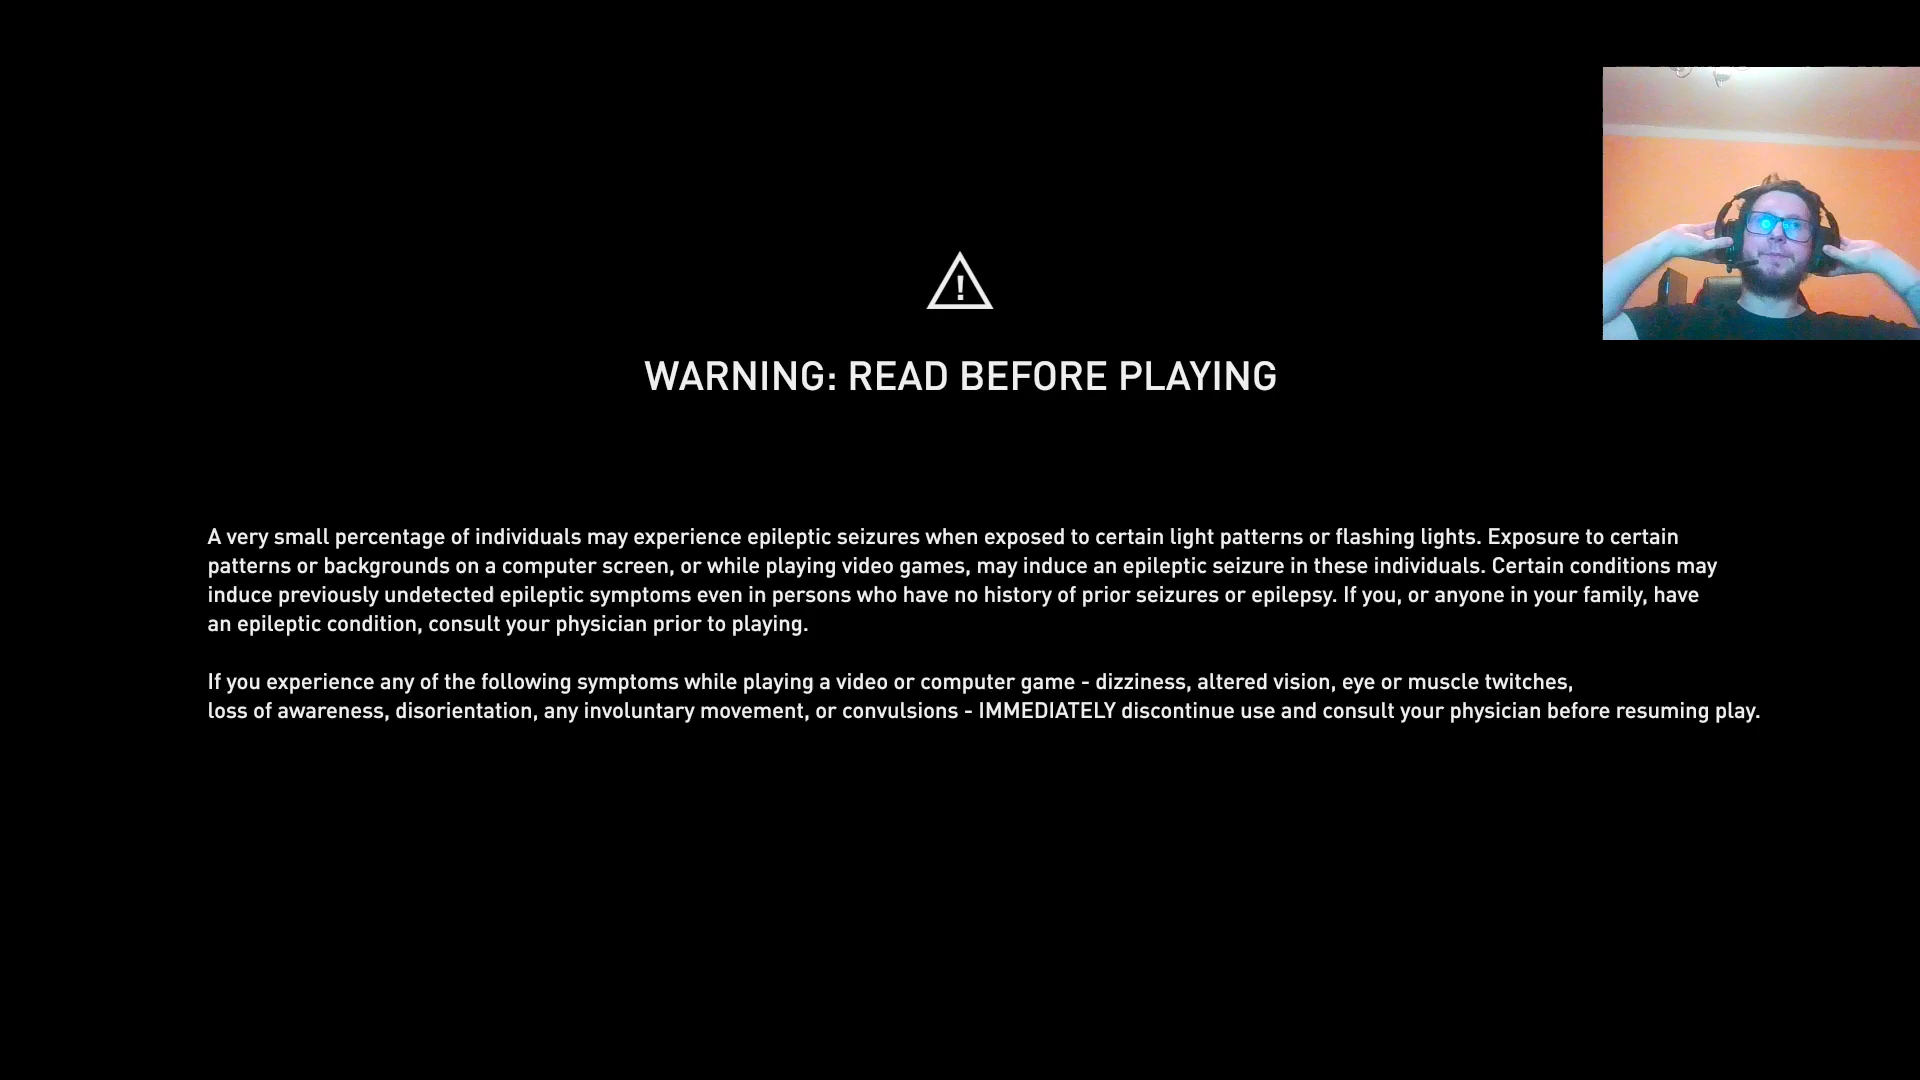 WARNING: READ BEFORE PLAYING
A very small percentage of individuals may experience epileptic seizures when exposed to certain light patterns or flashing lights. Exposure to certain
patterns or backgrounds on a computer screen, or while playing video games, may induce an epileptic seizure in these individuals. Certain conditions may
induce previously undetected epileptic symptoms even in persons who have no history of prior seizures or epilepsy. If you, or anyone in your family, have
an epileptic condition, consult your physician prior to playing.
If you experience any of the following symptoms while playing a video or computer game - dizziness, altered vision, eye or muscle twitches,
loss of awareness, disorientation, any involuntary movement, or convulsions - IMMEDIATELY discontinue use and consult your physician before resuming play.